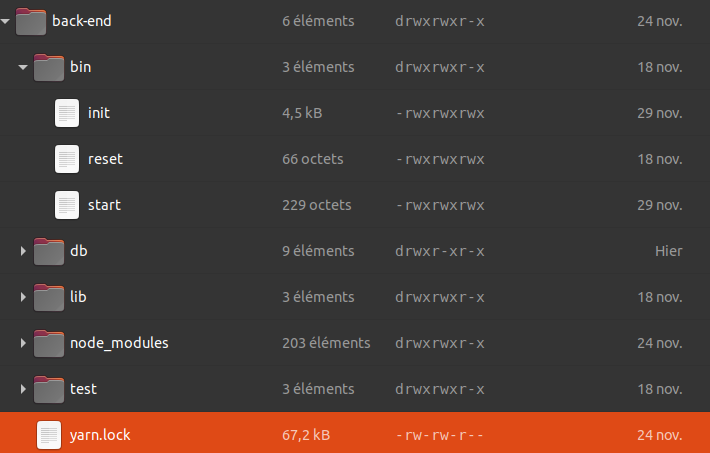 back-end 6 éléments drwxrwxr-x 24 nov.
bin 3 éléments drwxrwxr-x 18 nov.
init 4,5 kB -rwxrwxrwx 29 nov.
reset 66 octets -rwxrwxrwx 18 nov.
start 229 octets -rwxrwxrwx 29 nov.
db 9 éléments drwxr-xr-x Hier
lib 3 éléments drwxrwxr-x 18 nov.
node_modules 203 éléments drwxrwxr-x 24 nov.
test 3 éléments drwxrwxr-x 18 nov.
yarn.lock 67,2 kB -rw-rw-r-- 24 nov.